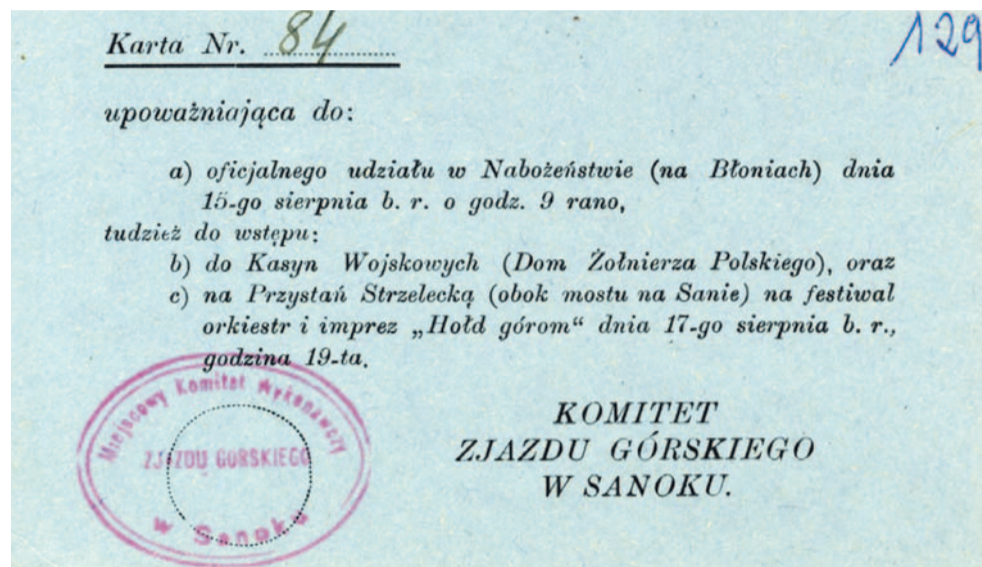 Karta Nr. 84
129
upoważniająca do:
a) oficjalnego udziału w Nabożeństwie (na Błoniach) dnia
15-go sierpnia b. r. o godz. 9 rano,
tudzież do wstępu:
b) do Kasyn Wojskowych (Dom Żołnierza Polskiego), oraz
c) na Przystań Strzelecką (obok mostu na Sanie) na festiwal
orkiestr i imprez „Hołd górom“ dnia 17-go sierpnia b. r.,
godzina 19-ta.
Miejscowy Komitet Wykonawczy
ZJAZDU GÓRSKIEGO
w Sanoku
KOMITET
ZJAZDU GÓRSKIEGO
W SANOKU.